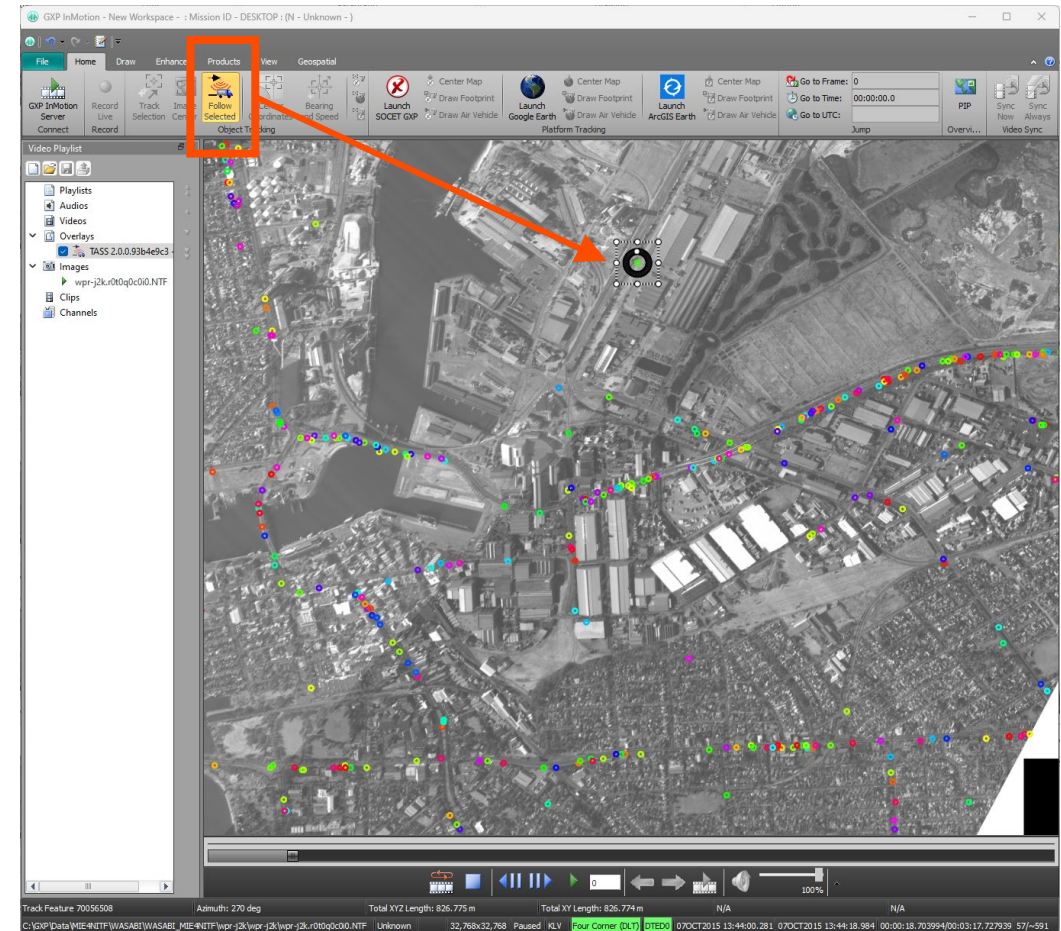 GXP InMotion - New Workspace - : Mission ID - DESKTOP : (N - Unknown - )
File Home Draw Enhance Products View Geospatial
GXP InMotion Server
Connect
Record Live
Record
Track Selection
Image Center
Follow Selected
Coordinates
Bearing and Speed
Object Tracking
Launch SOCET GXP
Center Map
Draw Footprint
Draw Air Vehicle
Launch Google Earth
Center Map
Draw Footprint
Draw Air Vehicle
Launch ArcGIS Earth
Center Map
Draw Footprint
Draw Air Vehicle
Platform Tracking
Go to Frame: 0
Go to Time: 00:00:00.0
Go to UTC:
Jump
PIP
Overvi...
Sync Now
Sync Always
Video Sync
Video Playlist
Playlists
Audios
Videos
Overlays
TASS 2.0.0.93b4e9c3 -
Images
wpr-j2k.r0t0q0c0i0.NTF
Clips
Channels
0
100%
Track Feature 70056508 Azimuth: 270 deg Total XYZ Length: 826.775 m Total XY Length: 826.774 m N/A N/A
C:\GXP\Data\MIE4NITF\WASABI\WASABI_MIE4NITF\wpr-j2k\wpr-j2k\wpr-j2k.r0t0q0c0i0.NTF Unknown 32,768x32,768 Paused KLV Four Corner (DLT) DTED0 07OCT2015 13:44:00.281 07OCT2015 13:44:18.984 00:00:18.703994/00:03:17.727939 57/~591